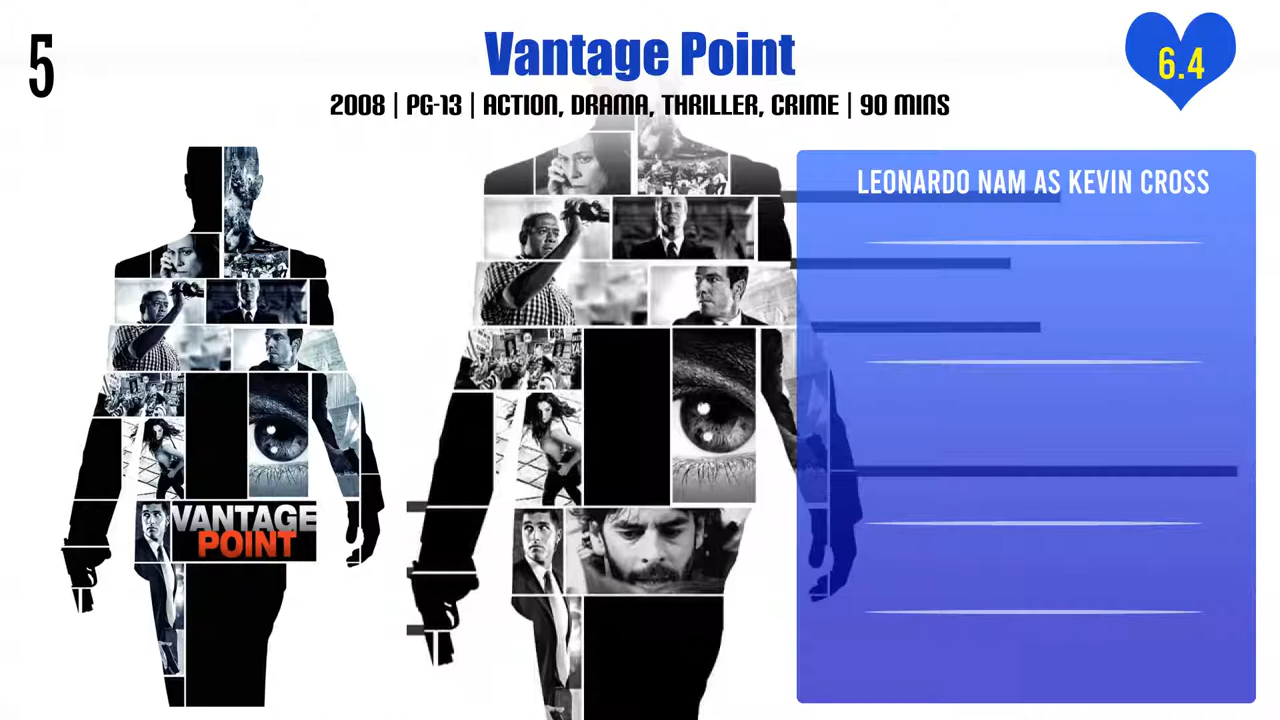 5
Vantage Point
6.4
2008 | PG-13 | ACTION, DRAMA, THRILLER, CRIME | 90 MINS
LEONARDO NAM AS KEVIN CROSS
VANTAGE
POINT